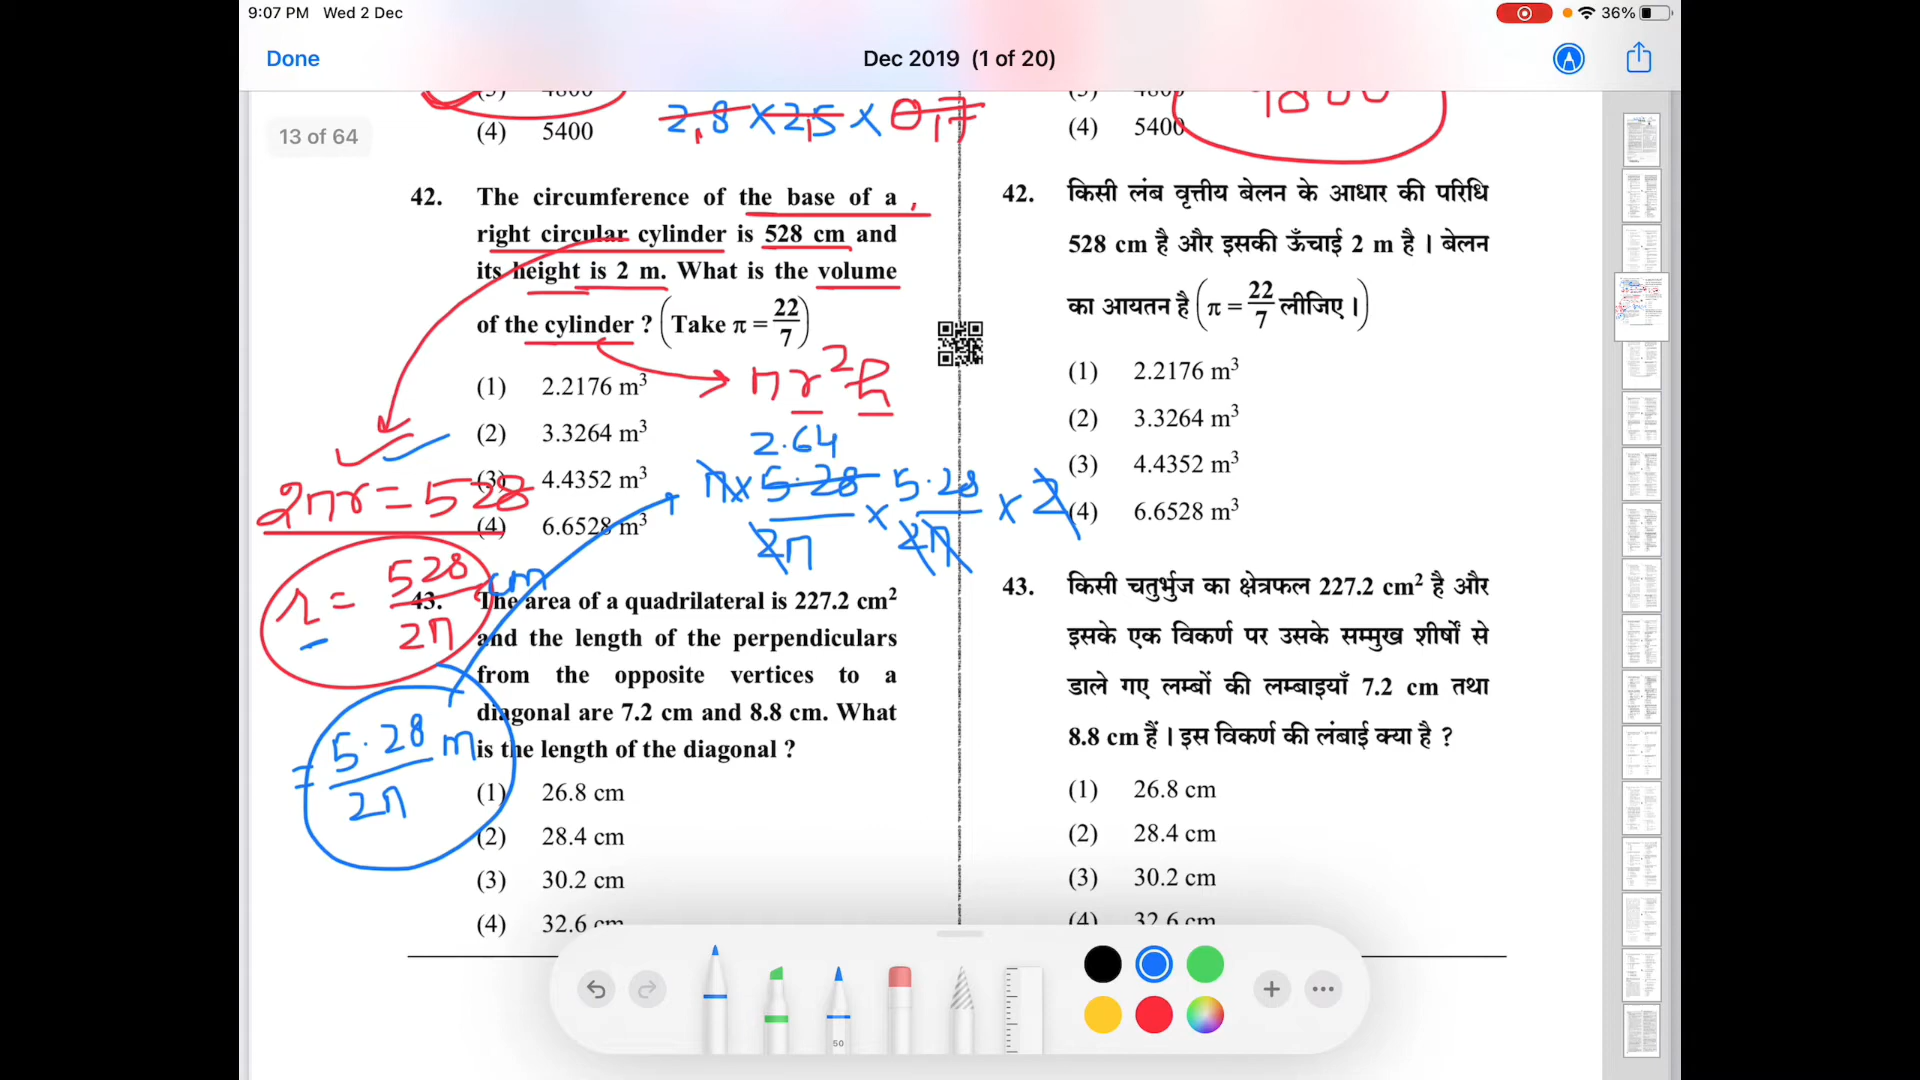 9:07 PM Wed 2 Dec
36%
Done
Dec 2019 (1 of 20)
13 of 64
(3) 4800
(4) 5400
2.8 × 2.5 × 0.7
42. The circumference of the base of a
right circular cylinder is 528 cm and
its height is 2 m. What is the volume
of the cylinder ? (Take π = 22/7)
πr²h
(1) 2.2176 m³
(2) 3.3264 m³
(3) 4.4352 m³
(4) 6.6528 m³
2.64
π × 5.28/2π × 5.28/2π × 2
2πr = 528
r = 528/2π cm
= 5.28/2π m
43. The area of a quadrilateral is 227.2 cm²
and the length of the perpendiculars
from the opposite vertices to a
diagonal are 7.2 cm and 8.8 cm. What
is the length of the diagonal ?
(1) 26.8 cm
(2) 28.4 cm
(3) 30.2 cm
(4) 32.6 cm
(3) 4800
(4) 5400
4800
42. किसी लंब वृत्तीय बेलन के आधार की परिधि
528 cm है और इसकी ऊँचाई 2 m है । बेलन
का आयतन है (π = 22/7 लीजिए ।)
(1) 2.2176 m³
(2) 3.3264 m³
(3) 4.4352 m³
(4) 6.6528 m³
43. किसी चतुर्भुज का क्षेत्रफल 227.2 cm² है और
इसके एक विकर्ण पर उसके सम्मुख शीर्षों से
डाले गए लम्बों की लम्बाइयाँ 7.2 cm तथा
8.8 cm हैं । इस विकर्ण की लंबाई क्या है ?
(1) 26.8 cm
(2) 28.4 cm
(3) 30.2 cm
(4) 32.6 cm
50